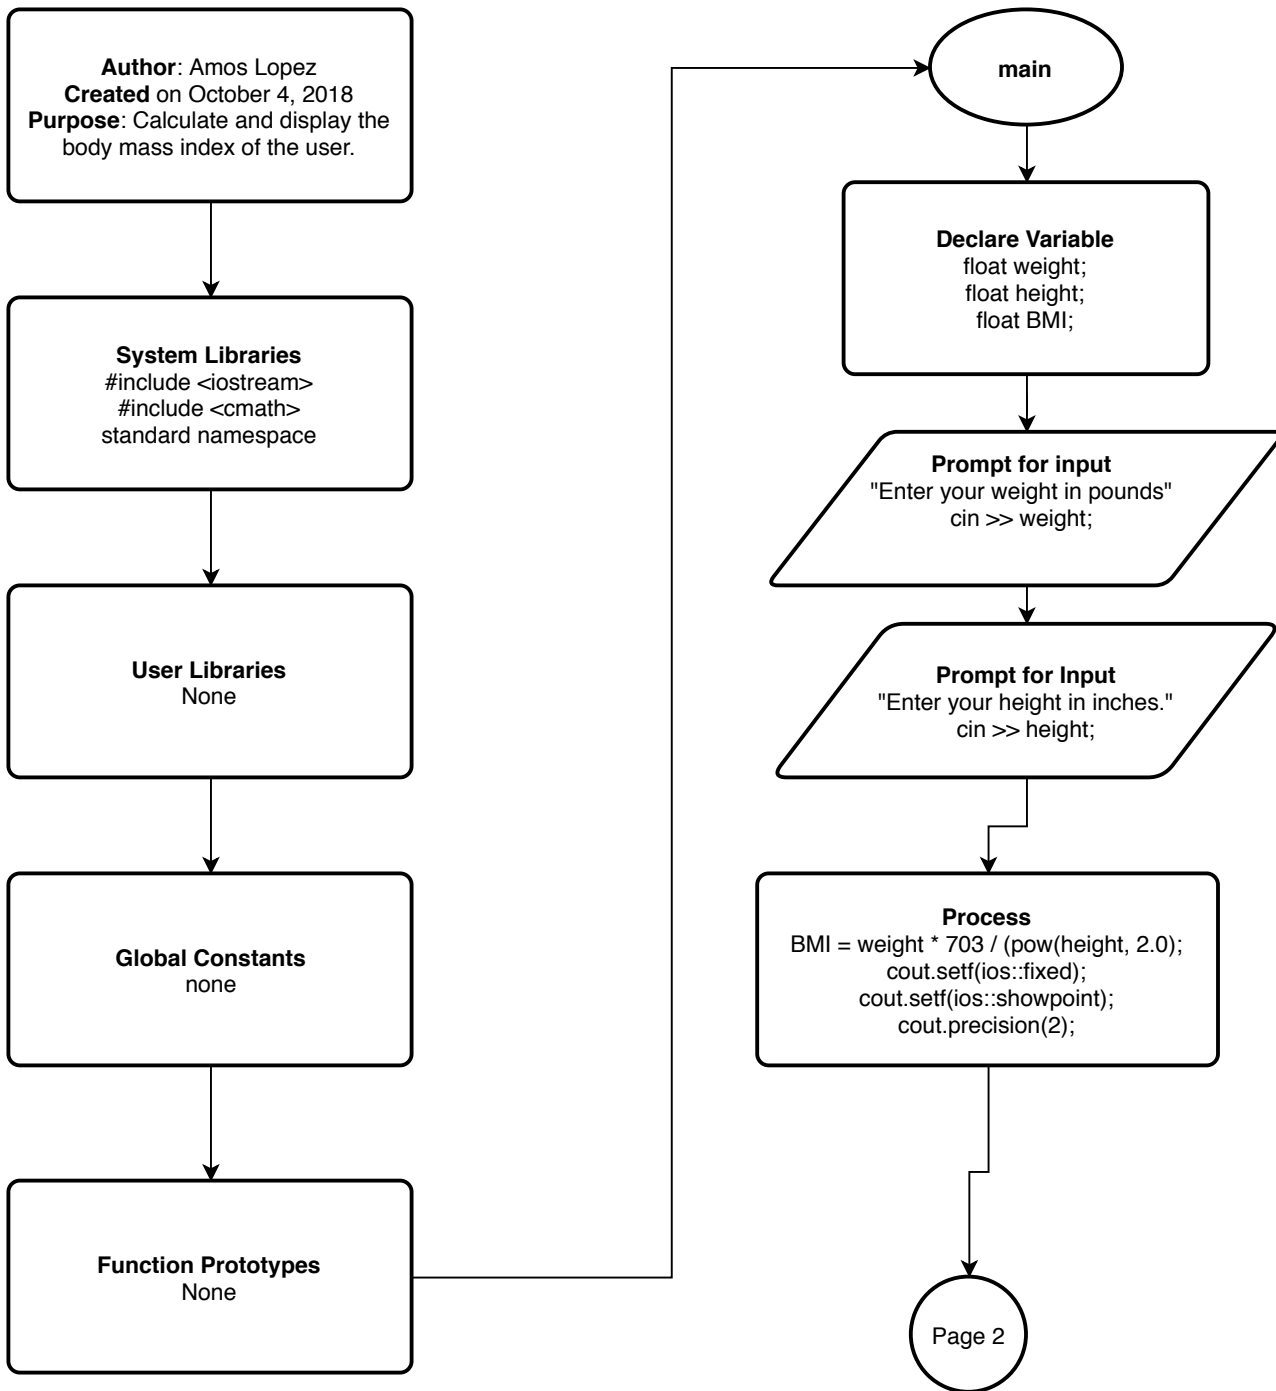 Author: Amos Lopez
Created on October 4, 2018
Purpose: Calculate and display the
body mass index of the user.
System Libraries
#include <iostream>
#include <cmath>
standard namespace
User Libraries
None
Global Constants
none
Function Prototypes
None
main
Declare Variable
float weight;
float height;
float BMI;
Prompt for input
"Enter your weight in pounds"
cin >> weight;
Prompt for Input
"Enter your height in inches."
cin >> height;
Process
BMI = weight * 703 / (pow(height, 2.0);
cout.setf(ios::fixed);
cout.setf(ios::showpoint);
cout.precision(2);
Page 2